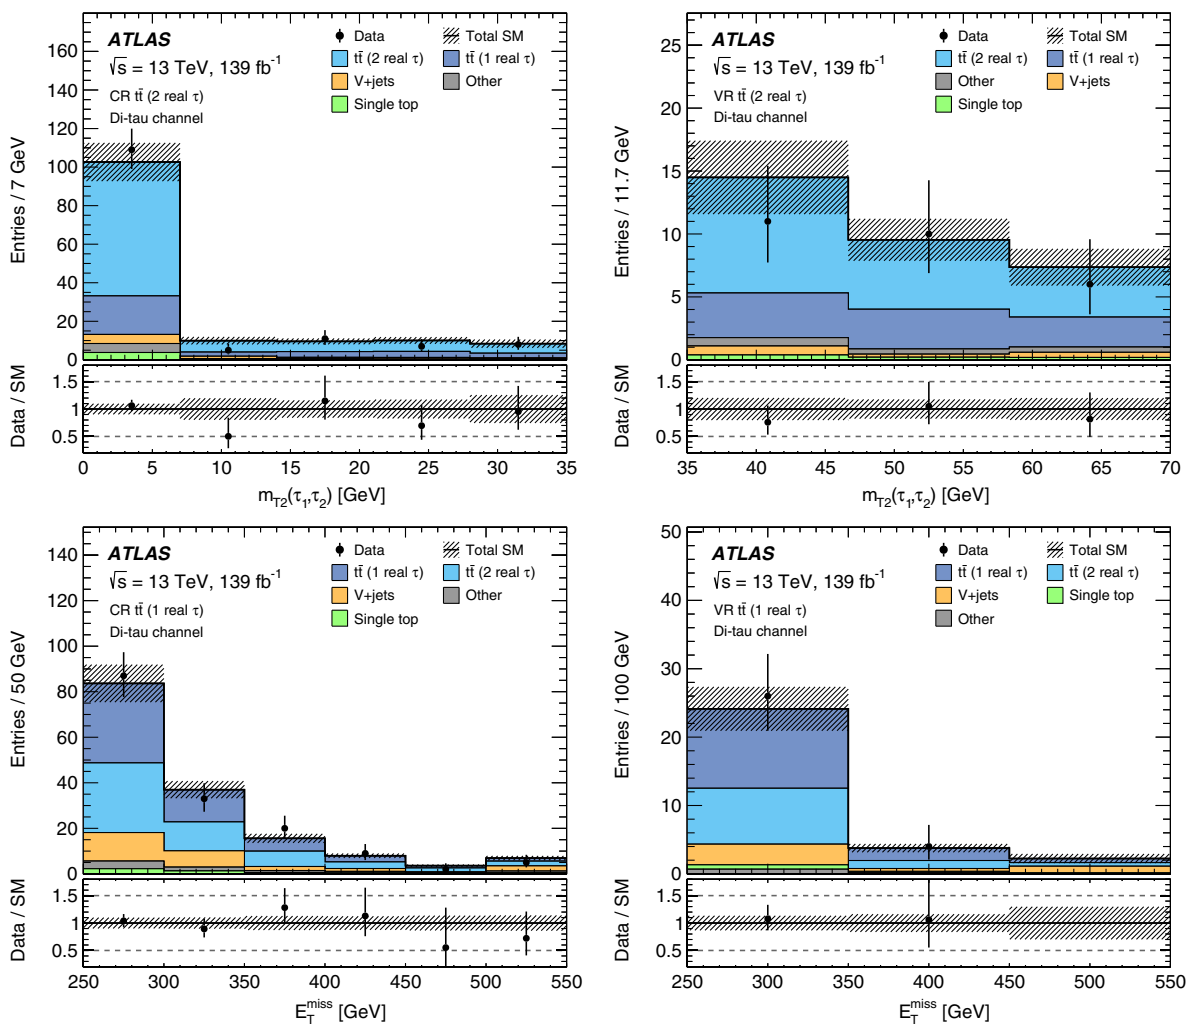 ATLAS
√s = 13 TeV, 139 fb⁻¹
CR tt̄ (2 real τ)
Di-tau channel
Data
Total SM
tt̄ (2 real τ)
tt̄ (1 real τ)
V+jets
Other
Single top
Entries / 7 GeV
160
140
120
100
80
60
40
20
0
Data / SM
1.5
1
0.5
0 5 10 15 20 25 30 35
m_T2(τ₁,τ₂) [GeV]
ATLAS
√s = 13 TeV, 139 fb⁻¹
VR tt̄ (2 real τ)
Di-tau channel
Data
Total SM
tt̄ (2 real τ)
tt̄ (1 real τ)
Other
V+jets
Single top
Entries / 11.7 GeV
25
20
15
10
5
0
Data / SM
1.5
1
0.5
35 40 45 50 55 60 65 70
m_T2(τ₁,τ₂) [GeV]
ATLAS
√s = 13 TeV, 139 fb⁻¹
CR tt̄ (1 real τ)
Di-tau channel
Data
Total SM
tt̄ (1 real τ)
tt̄ (2 real τ)
V+jets
Other
Single top
Entries / 50 GeV
140
120
100
80
60
40
20
0
Data / SM
1.5
1
0.5
250 300 350 400 450 500 550
E_T^miss [GeV]
ATLAS
√s = 13 TeV, 139 fb⁻¹
VR tt̄ (1 real τ)
Di-tau channel
Data
Total SM
tt̄ (1 real τ)
tt̄ (2 real τ)
V+jets
Single top
Other
Entries / 100 GeV
50
40
30
20
10
0
Data / SM
1.5
1
0.5
250 300 350 400 450 500 550
E_T^miss [GeV]